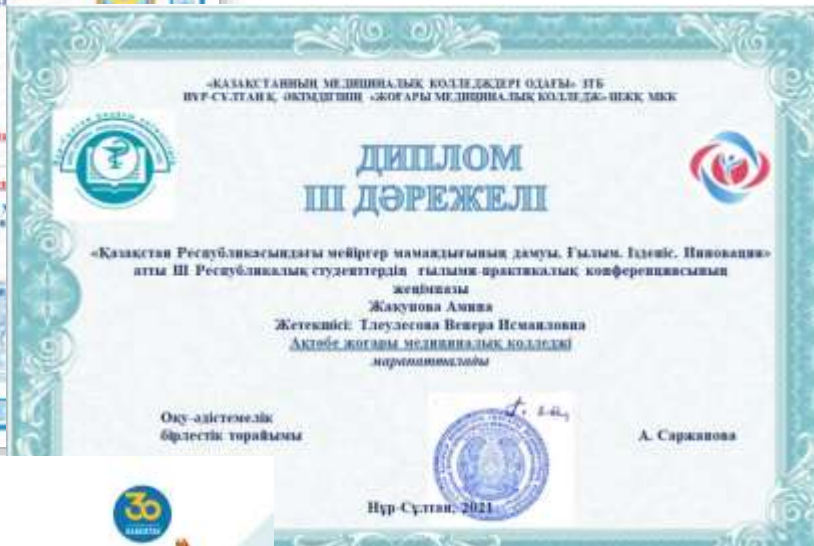 «ҚАЗАҚСТАННЫҢ МЕДИЦИНАЛЫҚ КОЛЛЕДЖДЕРІ ОДАҒЫ» ЗТБ
НҰР-СҰЛТАН Қ. ӘКІМДІГІНІҢ «ЖОҒАРЫ МЕДИЦИНАЛЫҚ КОЛЛЕДЖ» ШЖҚ МКК
ДИПЛОМ
III ДӘРЕЖЕЛІ
«Қазақстан Республикасындағы мейіргер мамандығының дамуы. Ғылым. Ізденіс. Инновация»
атты III Республикалық студенттердің ғылыми-практикалық конференциясының
жеңімпазы
Жакупова Амина
Жетекшісі: Тлеулесова Венера Исмаиловна
Ақтөбе жоғары медициналық колледжі
марапатталады
Оқу-әдістемелік
бірлестік төрайымы
А. Саржанова
Нұр-Сұлтан, 2021
30